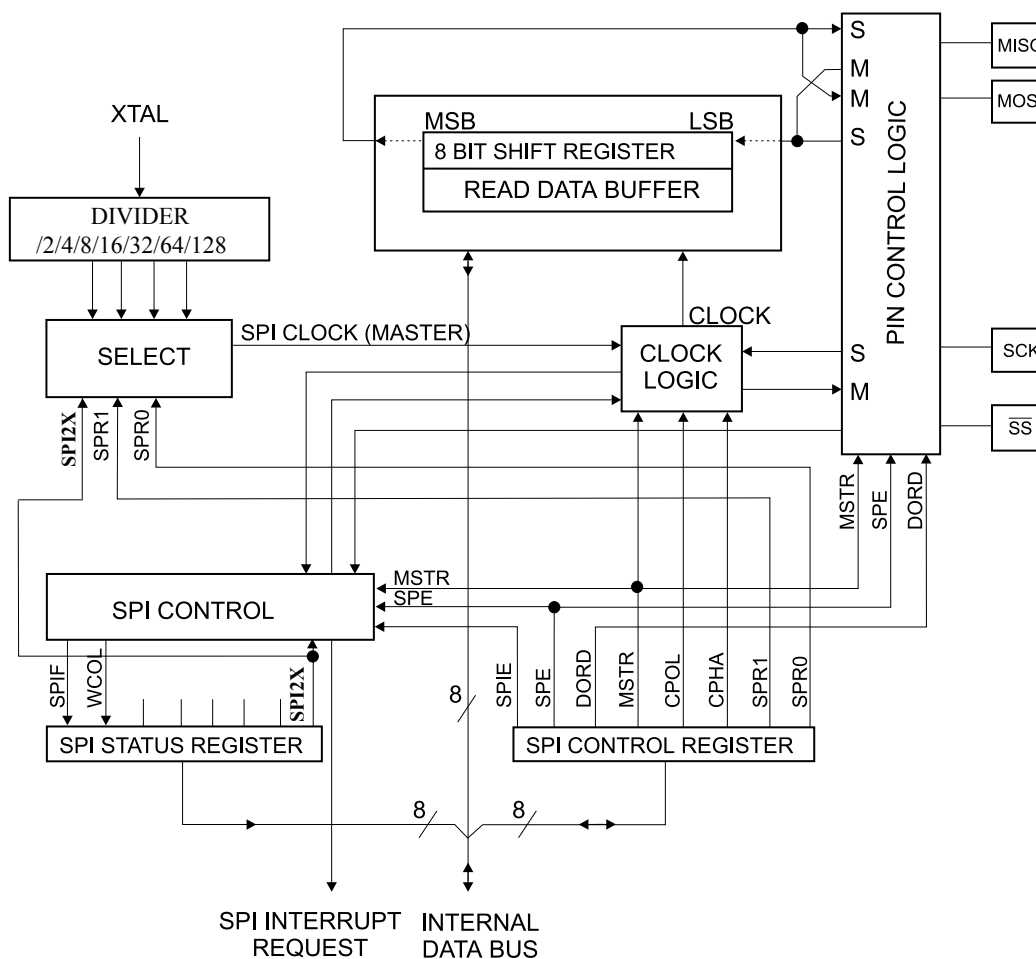 S
MISO
M
M
MOSI
XTAL
MSB
LSB
S
8 BIT SHIFT REGISTER
READ DATA BUFFER
DIVIDER
/2/4/8/16/32/64/128
PIN CONTROL LOGIC
SPI CLOCK (MASTER)
CLOCK
SELECT
CLOCK
LOGIC
S
SCK
M
SPI2X
SPR1
SPR0
SS
MSTR
SPE
DORD
MSTR
SPE
SPI CONTROL
SPIF
WCOL
SPI2X
8
SPIE
SPE
DORD
MSTR
CPOL
CPHA
SPR1
SPR0
SPI STATUS REGISTER
SPI CONTROL REGISTER
8
8
SPI INTERRUPT
REQUEST
INTERNAL
DATA BUS